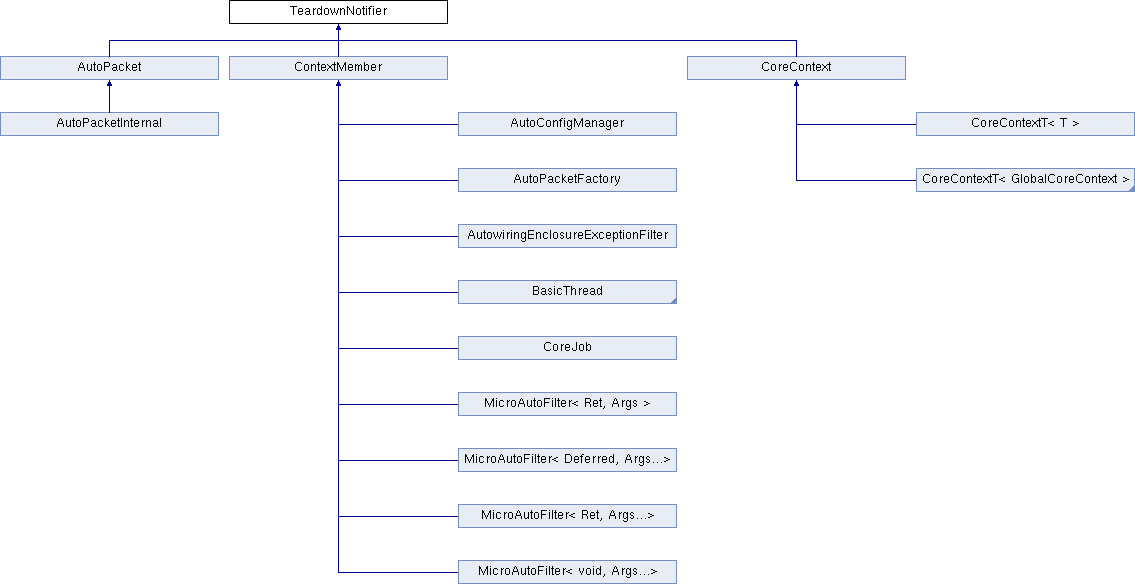 TeardownNotifier
AutoPacket
ContextMember
CoreContext
AutoPacketInternal
AutoConfigManager
CoreContextT< T >
AutoPacketFactory
CoreContextT< GlobalCoreContext >
AutowiringEnclosureExceptionFilter
BasicThread
CoreJob
MicroAutoFilter< Ret, Args >
MicroAutoFilter< Deferred, Args...>
MicroAutoFilter< Ret, Args...>
MicroAutoFilter< void, Args...>